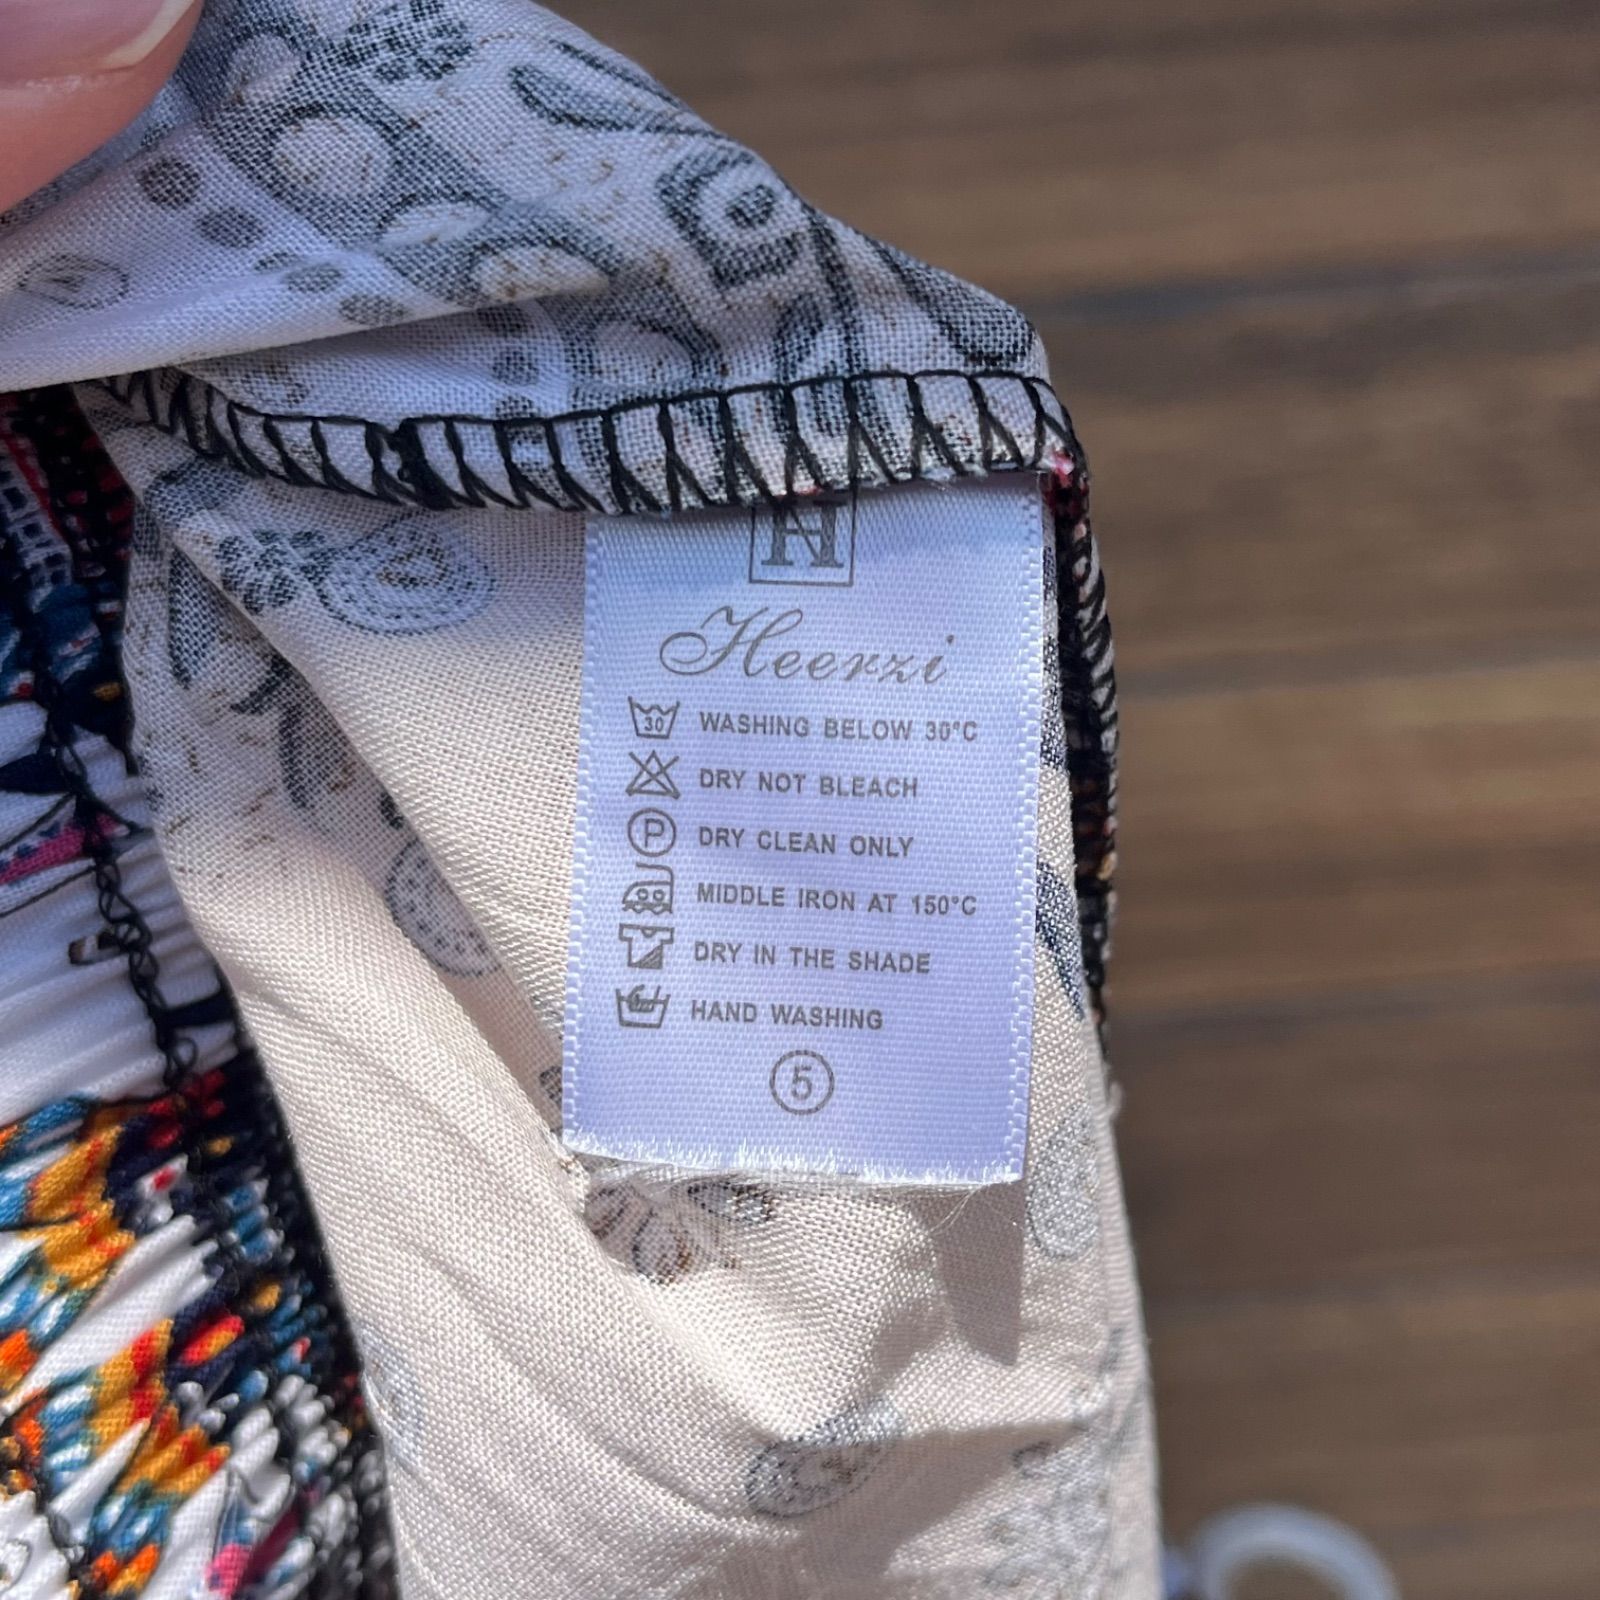 H
Heerzi
30 WASHING BELOW 30°C
DRY NOT BLEACH
P DRY CLEAN ONLY
MIDDLE IRON AT 150°C
DRY IN THE SHADE
HAND WASHING
5